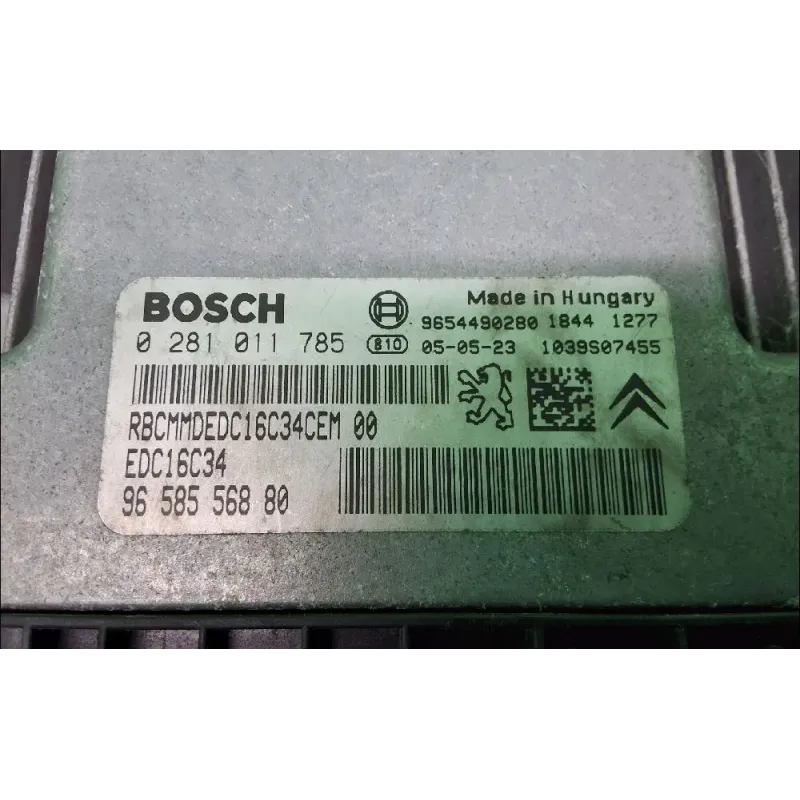 BOSCH
Made in Hungary
9654490280 1844 1277
0 281 011 785 810 05-05-23 1039S07455
RBCMMDEDC16C34CEM 00
EDC16C34
96 585 568 80